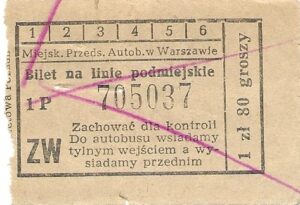 1 2 3 4 5 6
Miejsk. Przeds. Autob. w Warszawie
Bilet na linie podmiejskie
1 P 705037
ZW
Zachować dla kontroli
Do autobusu wsiadamy
tylnym wejściem a wy-
siadamy przednim
1 zł 80 groszy